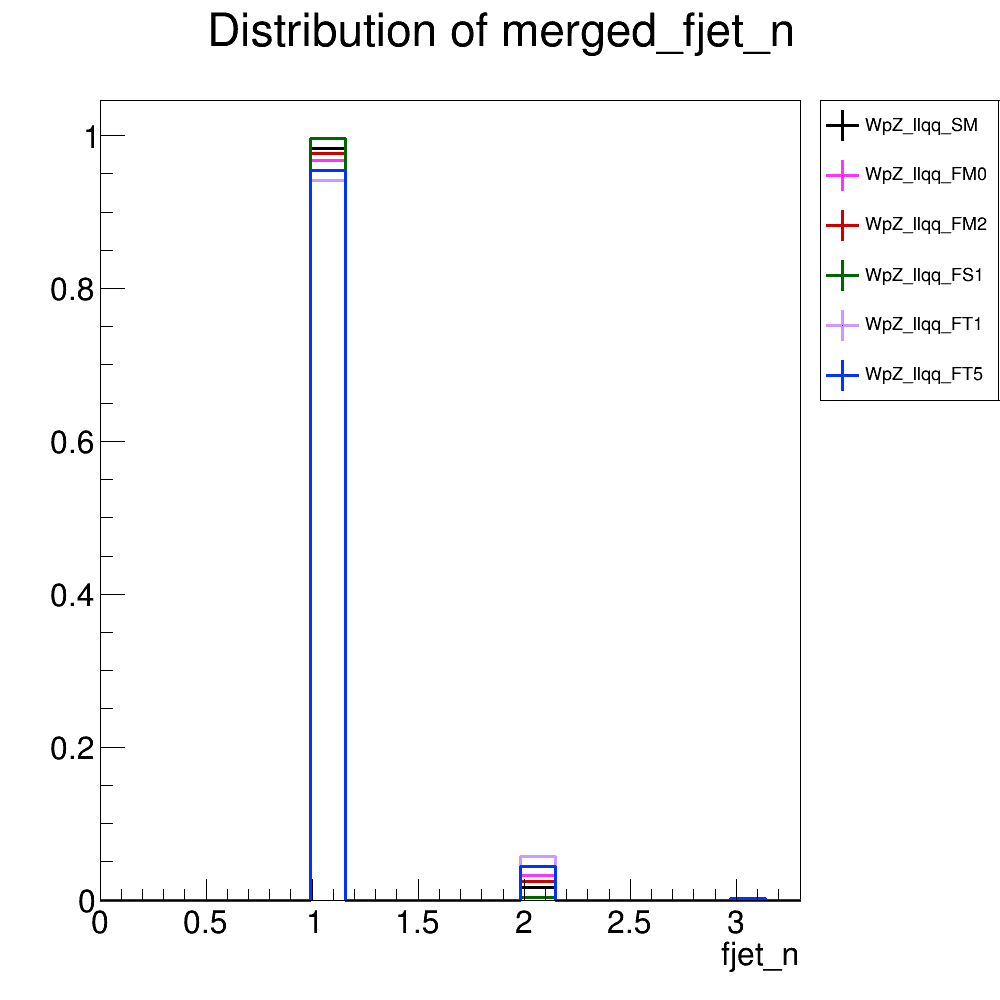 Distribution of merged_fjet_n
1
0.8
0.6
0.4
0.2
0
0 0.5 1 1.5 2 2.5 3
fjet_n
WpZ_llqq_SM
WpZ_llqq_FM0
WpZ_llqq_FM2
WpZ_llqq_FS1
WpZ_llqq_FT1
WpZ_llqq_FT5